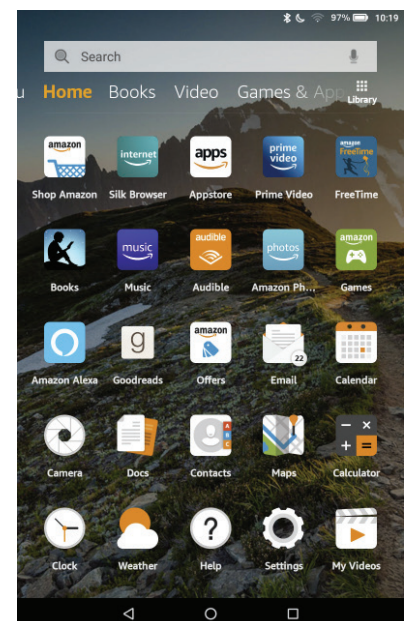 97% 10:19
Search
u Home Books Video Games & App Library
amazon internet apps prime video amazon FreeTime
Shop Amazon Silk Browser Appstore Prime Video FreeTime
music audible photos amazon
Books Music Audible Amazon Ph... Games
g amazon 22
Amazon Alexa Goodreads Offers Email Calendar
A B C
Camera Docs Contacts Maps Calculator
?
Clock Weather Help Settings My Videos